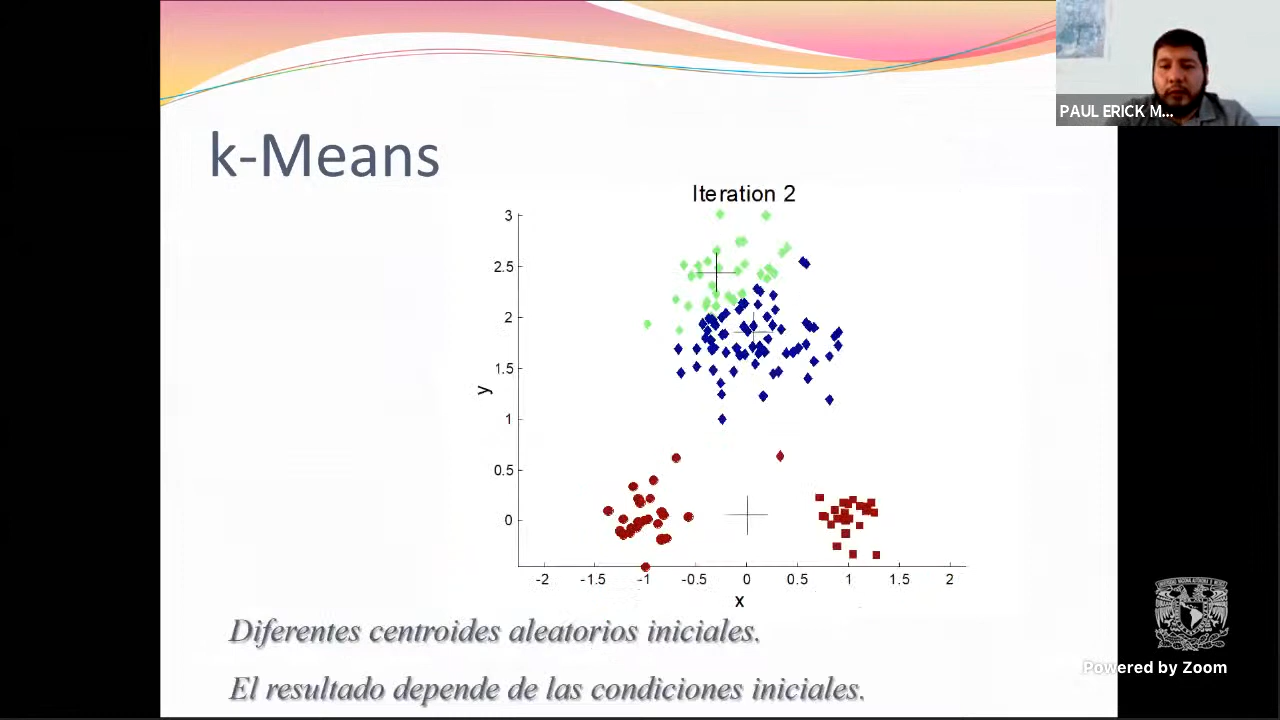 PAUL ERICK M...
k-Means
Iteration 2
3
2.5
2
1.5
1
0.5
0
y
-2 -1.5 -1 -0.5 0 0.5 1 1.5 2
x
Diferentes centroides aleatorios iniciales.
El resultado depende de las condiciones iniciales.
Powered by Zoom